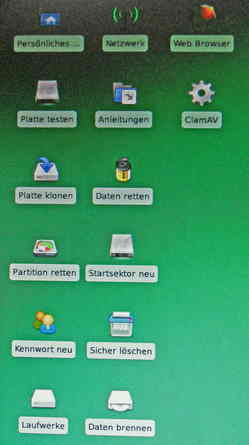 Persönliches ...
Netzwerk
Web Browser
Platte testen
Anleitungen
ClamAV
Platte klonen
Daten retten
Partition retten
Startsektor neu
Kennwort neu
Sicher löschen
Laufwerke
Daten brennen